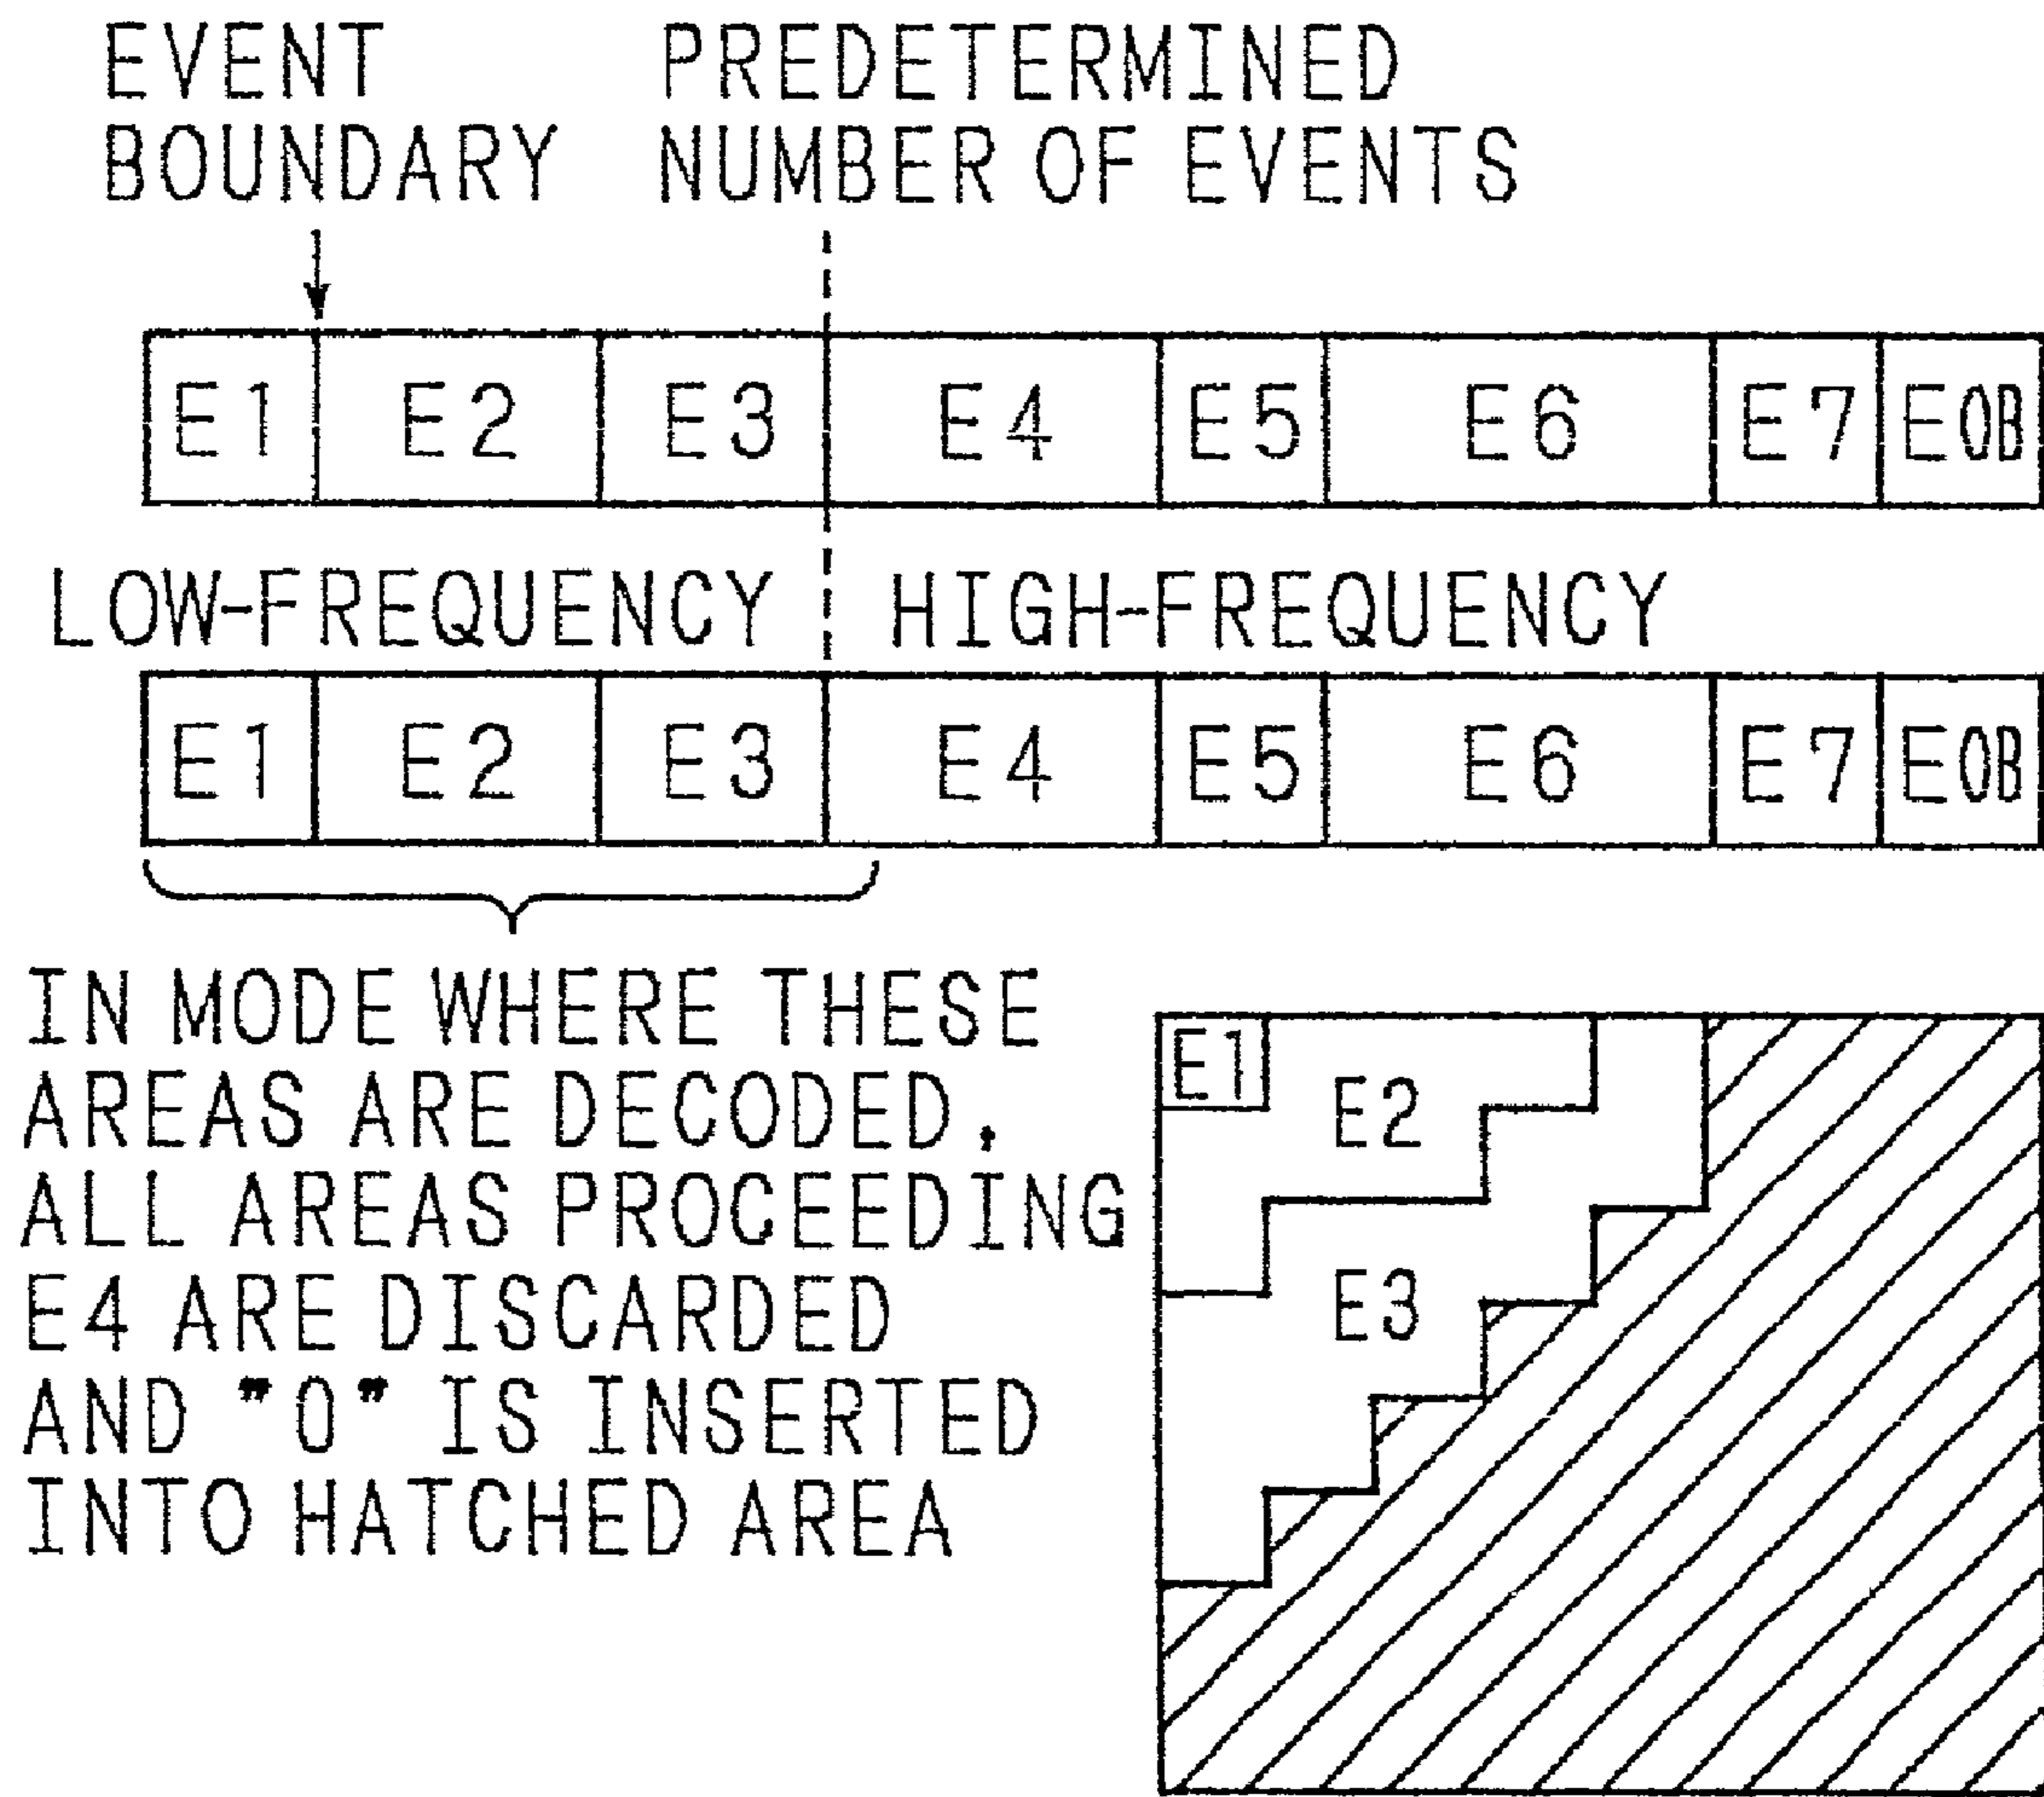 EVENT
BOUNDARY
PREDETERMINED
NUMBER OF EVENTS
E1 E2 E3 E4 E5 E6 E7 EOB
LOW-FREQUENCY HIGH-FREQUENCY
E1 E2 E3 E4 E5 E6 E7 EOB
IN MODE WHERE THESE
AREAS ARE DECODED.
ALL AREAS PROCEEDING
E4 ARE DISCARDED
AND "0" IS INSERTED
INTO HATCHED AREA
E1
E2
E3